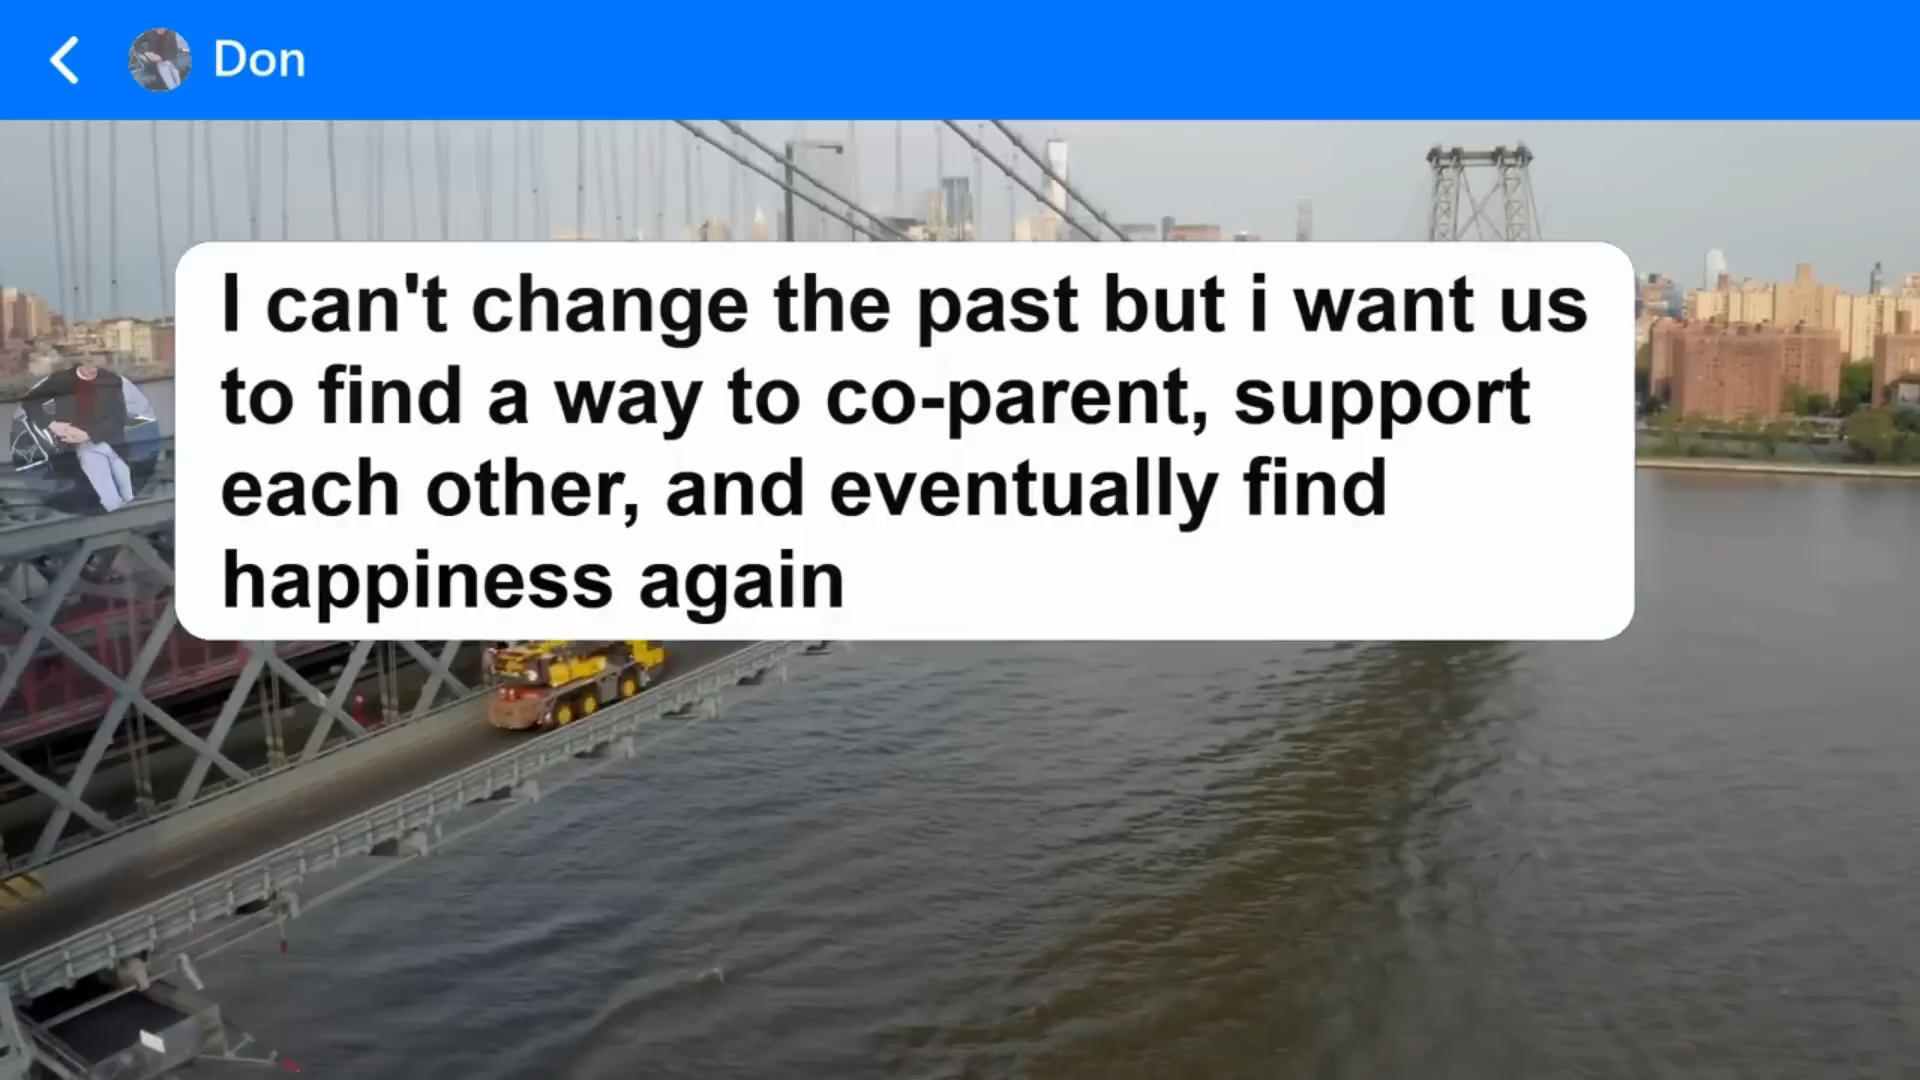 Don
I can't change the past but i want us
to find a way to co-parent, support
each other, and eventually find
happiness again